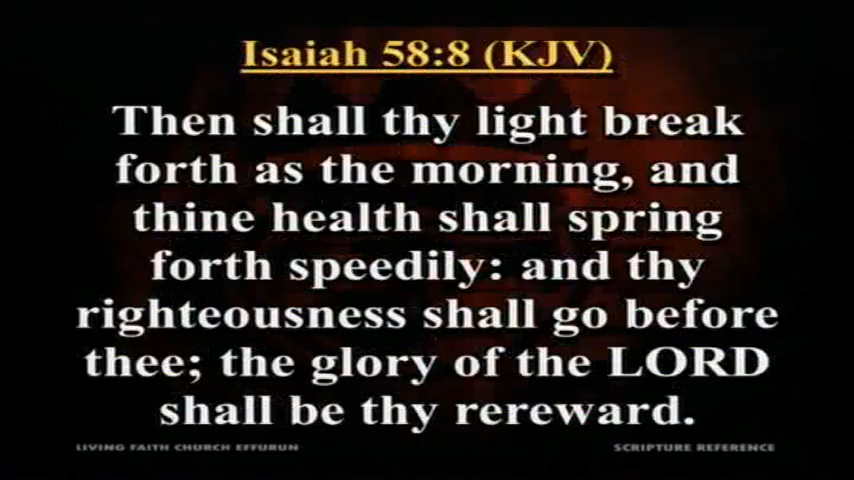 Isaiah 58:8 (KJV)
Then shall thy light break
forth as the morning, and
thine health shall spring
forth speedily: and thy
righteousness shall go before
thee; the glory of the LORD
shall be thy rereward.
LIVING FAITH CHURCH EFFURUN
SCRIPTURE REFERENCE